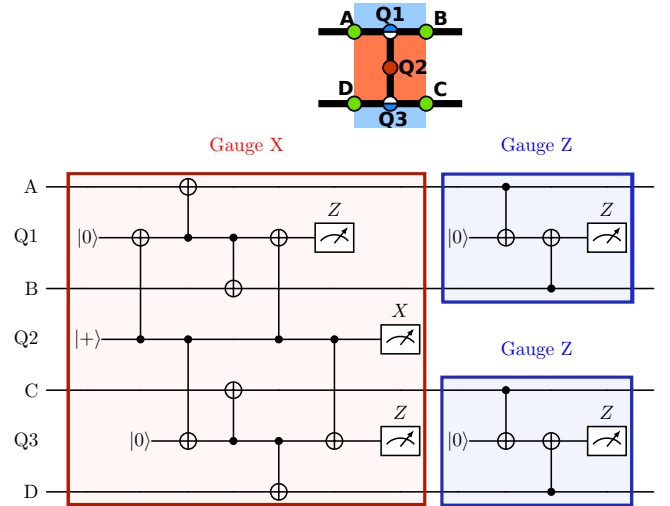 A Q1 B
Q2
D C
Q3
Gauge X Gauge Z
A
Q1 |0⟩ Z |0⟩ Z
B
Q2 |+⟩ X
Gauge Z
C
Q3 |0⟩ Z |0⟩ Z
D